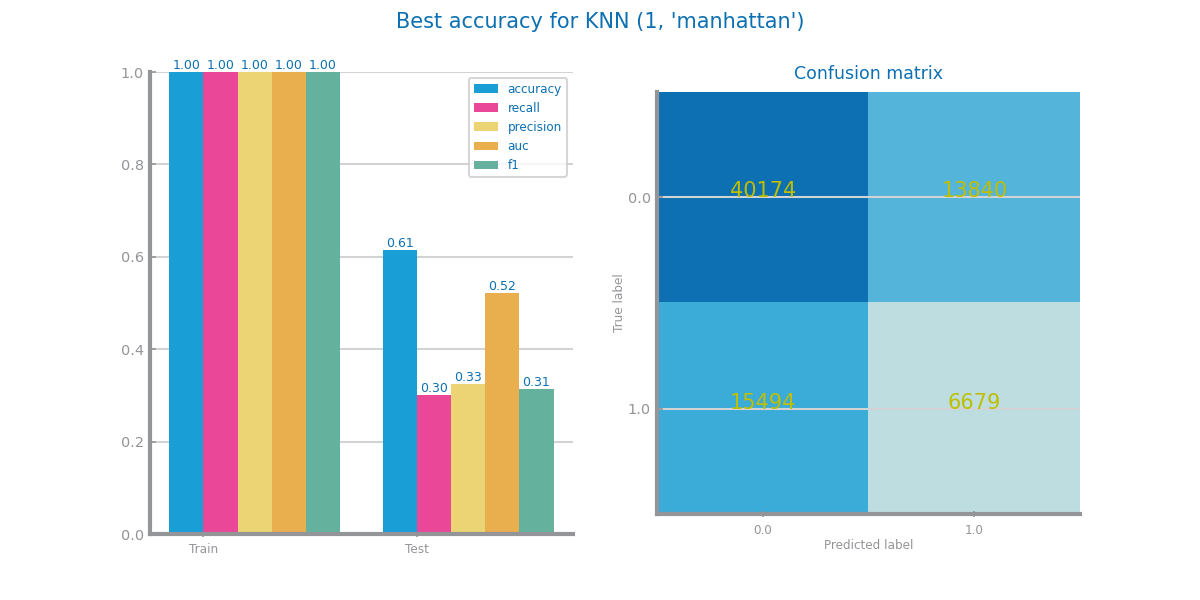 Best accuracy for KNN (1, 'manhattan')
1.00 1.00 1.00 1.00 1.00
1.0
0.8
0.6
0.4
0.2
0.0
0.61
0.30
0.33
0.52
0.31
accuracy
recall
precision
auc
f1
Train
Test
Confusion matrix
True label
0.0
40174 13840
1.0
15494 6679
0.0 1.0
Predicted label